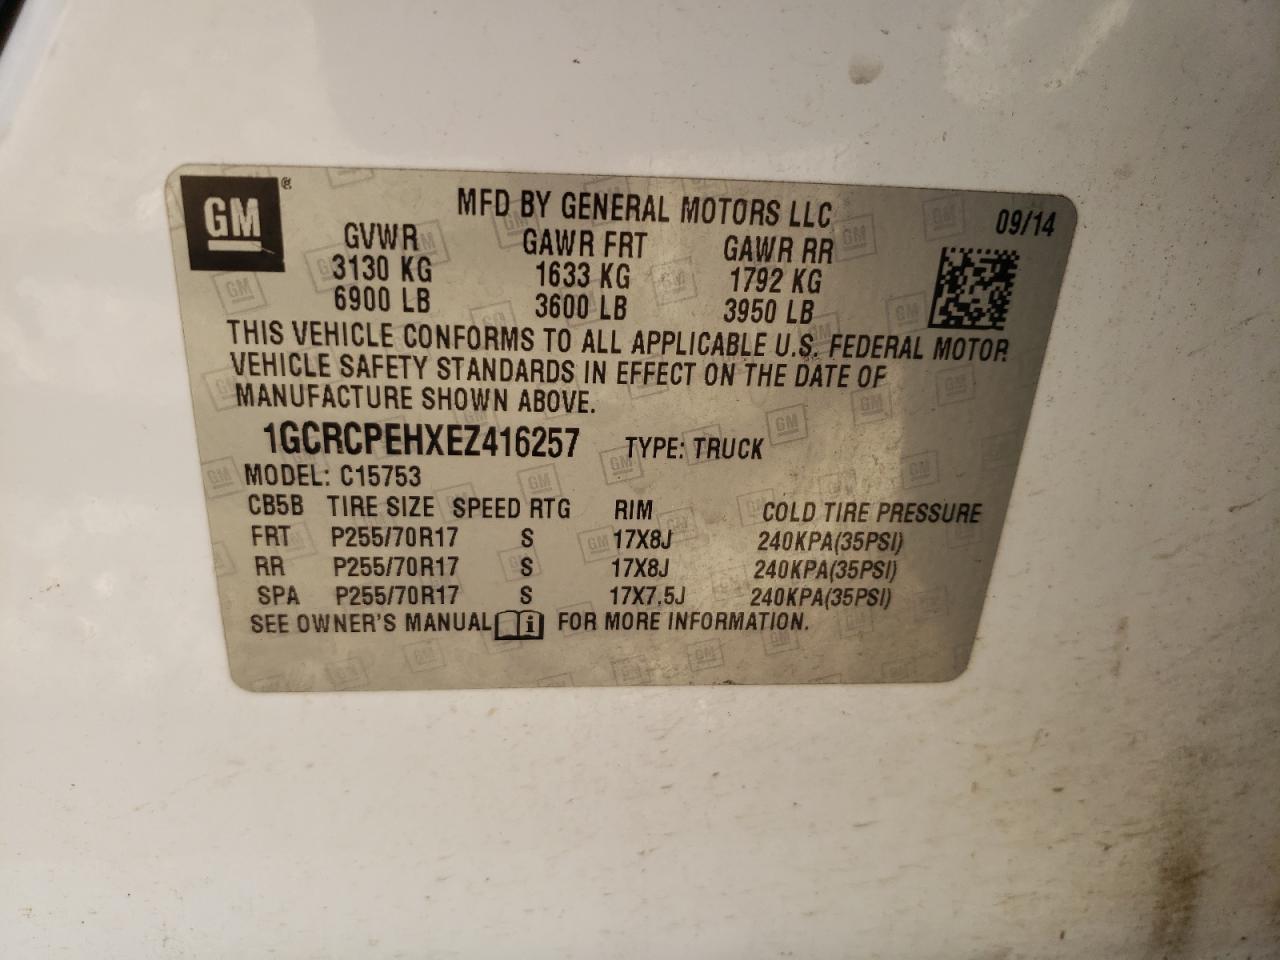 GM®
MFD BY GENERAL MOTORS LLC 09/14
GVWR GAWR FRT GAWR RR
3130 KG 1633 KG 1792 KG
6900 LB 3600 LB 3950 LB
THIS VEHICLE CONFORMS TO ALL APPLICABLE U.S. FEDERAL MOTOR
VEHICLE SAFETY STANDARDS IN EFFECT ON THE DATE OF
MANUFACTURE SHOWN ABOVE.
1GCRCPEHXEZ416257 TYPE: TRUCK
MODEL: C15753
CB5B TIRE SIZE SPEED RTG RIM COLD TIRE PRESSURE
FRT P255/70R17 S 17X8J 240KPA(35PSI)
RR P255/70R17 S 17X8J 240KPA(35PSI)
SPA P255/70R17 S 17X7.5J 240KPA(35PSI)
SEE OWNER'S MANUAL i FOR MORE INFORMATION.